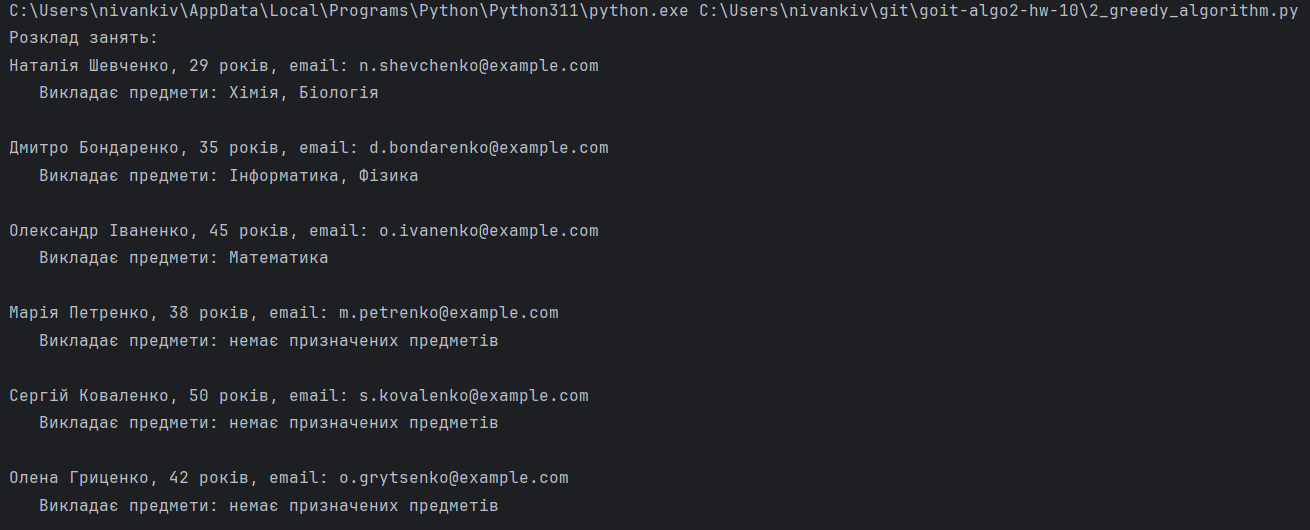 C:\Users\nivankiv\AppData\Local\Programs\Python\Python311\python.exe C:\Users\nivankiv\git\goit-algo2-hw-10\2_greedy_algorithm.py
Розклад занять:
Наталія Шевченко, 29 років, email: n.shevchenko@example.com
Викладає предмети: Хімія, Біологія
Дмитро Бондаренко, 35 років, email: d.bondarenko@example.com
Викладає предмети: Інформатика, Фізика
Олександр Іваненко, 45 років, email: o.ivanenko@example.com
Викладає предмети: Математика
Марія Петренко, 38 років, email: m.petrenko@example.com
Викладає предмети: немає призначених предметів
Сергій Коваленко, 50 років, email: s.kovalenko@example.com
Викладає предмети: немає призначених предметів
Олена Гриценко, 42 років, email: o.grytsenko@example.com
Викладає предмети: немає призначених предметів